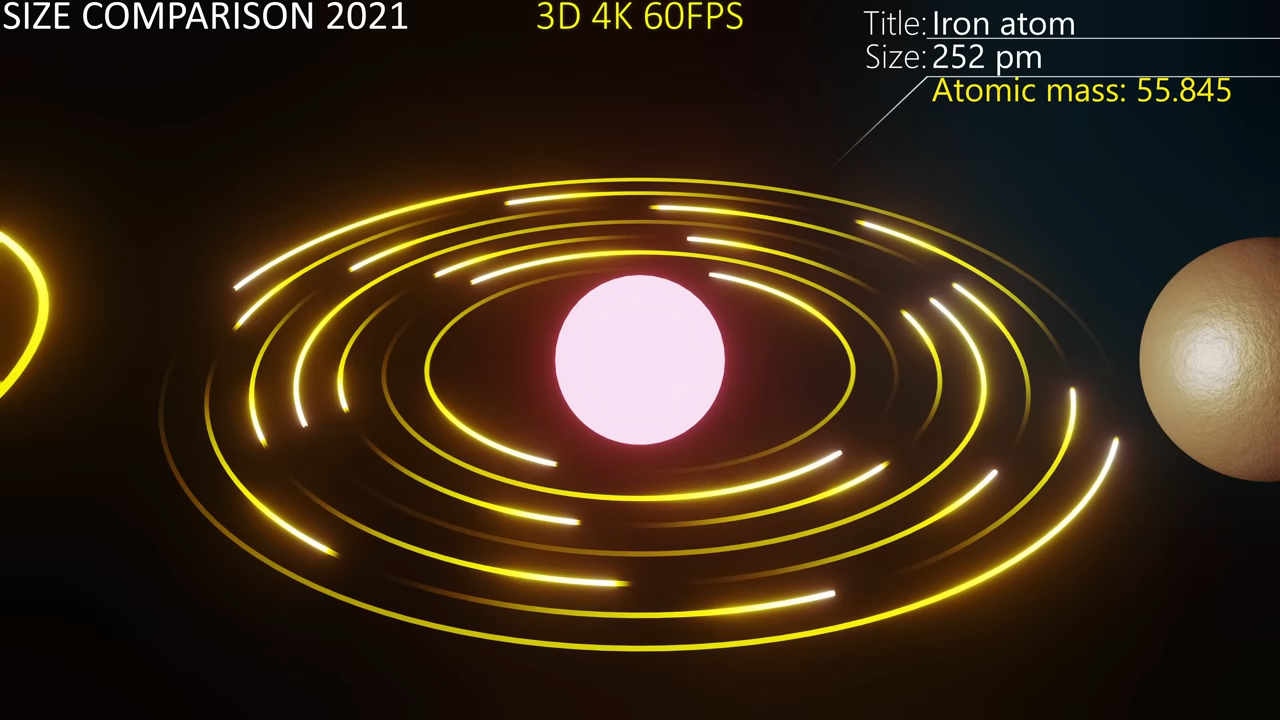 SIZE COMPARISON 2021
3D 4K 60FPS
Title: Iron atom
Size: 252 pm
Atomic mass: 55.845